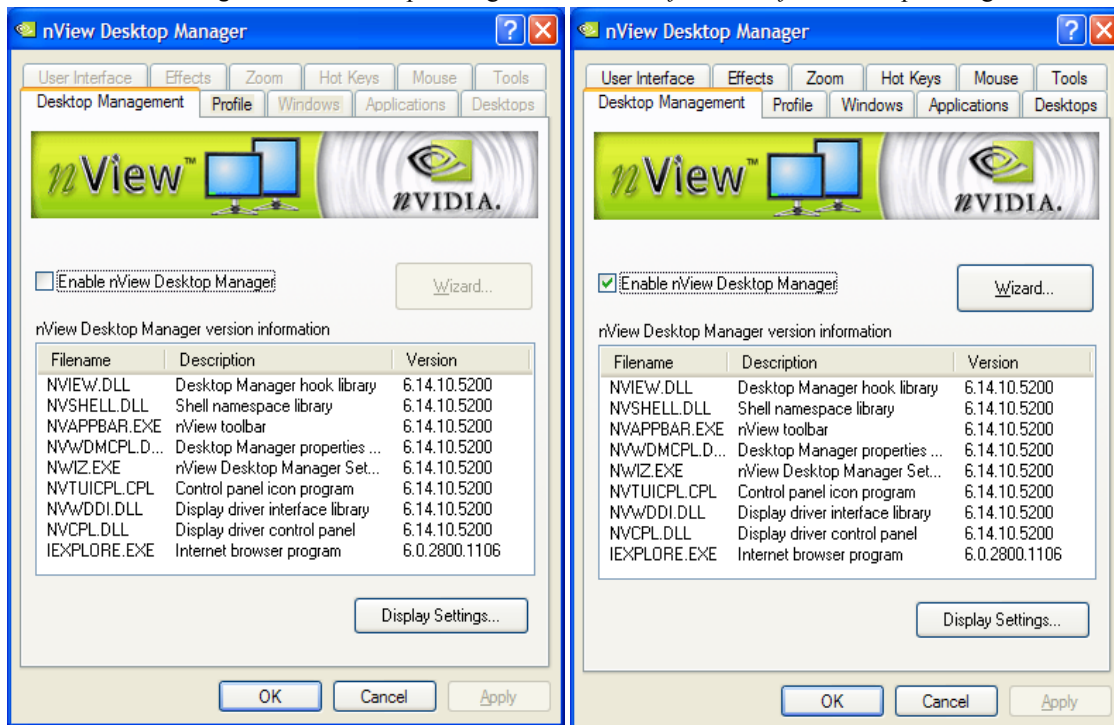 nView Desktop Manager
User Interface Effects Zoom Hot Keys Mouse Tools
Desktop Management Profile Windows Applications Desktops
nView™ nVIDIA.
Enable nView Desktop Manager Wizard...
nView Desktop Manager version information
Filename Description Version
NVIEW.DLL Desktop Manager hook library 6.14.10.5200
NVSHELL.DLL Shell namespace library 6.14.10.5200
NVAPPBAR.EXE nView toolbar 6.14.10.5200
NVWDMCPL.D... Desktop Manager properties ... 6.14.10.5200
NWIZ.EXE nView Desktop Manager Set... 6.14.10.5200
NVTUICPL.CPL Control panel icon program 6.14.10.5200
NVWDDI.DLL Display driver interface library 6.14.10.5200
NVCPL.DLL Display driver control panel 6.14.10.5200
IEXPLORE.EXE Internet browser program 6.0.2800.1106
Display Settings...
OK Cancel Apply
nView Desktop Manager
User Interface Effects Zoom Hot Keys Mouse Tools
Desktop Management Profile Windows Applications Desktops
nView™ nVIDIA.
Enable nView Desktop Manager Wizard...
nView Desktop Manager version information
Filename Description Version
NVIEW.DLL Desktop Manager hook library 6.14.10.5200
NVSHELL.DLL Shell namespace library 6.14.10.5200
NVAPPBAR.EXE nView toolbar 6.14.10.5200
NVWDMCPL.D... Desktop Manager properties ... 6.14.10.5200
NWIZ.EXE nView Desktop Manager Set... 6.14.10.5200
NVTUICPL.CPL Control panel icon program 6.14.10.5200
NVWDDI.DLL Display driver interface library 6.14.10.5200
NVCPL.DLL Display driver control panel 6.14.10.5200
IEXPLORE.EXE Internet browser program 6.0.2800.1106
Display Settings...
OK Cancel Apply